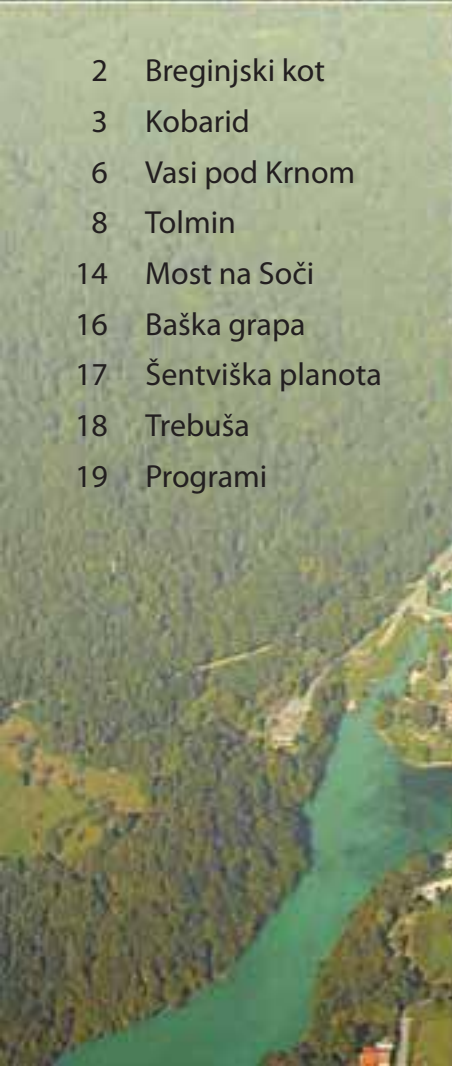 2 Breginjski kot
3 Kobarid
6 Vasi pod Krnom
8 Tolmin
14 Most na Soči
16 Baška grapa
17 Šentviška planota
18 Trebuša
19 Programi